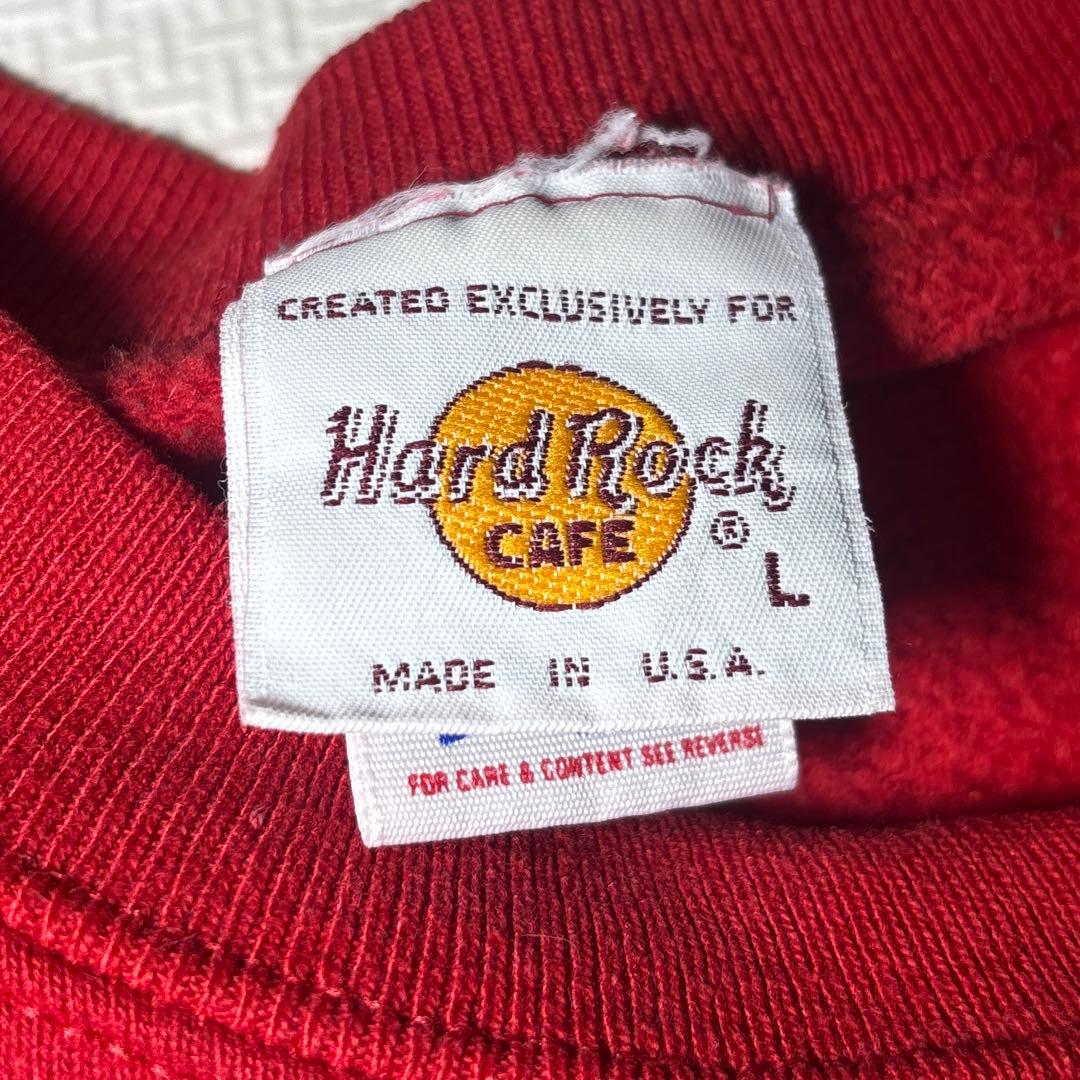 CREATED EXCLUSIVELY FOR
Hard Rock
CAFE
®
L
MADE IN U.S.A.
FOR CARE & CONTENT SEE REVERSE